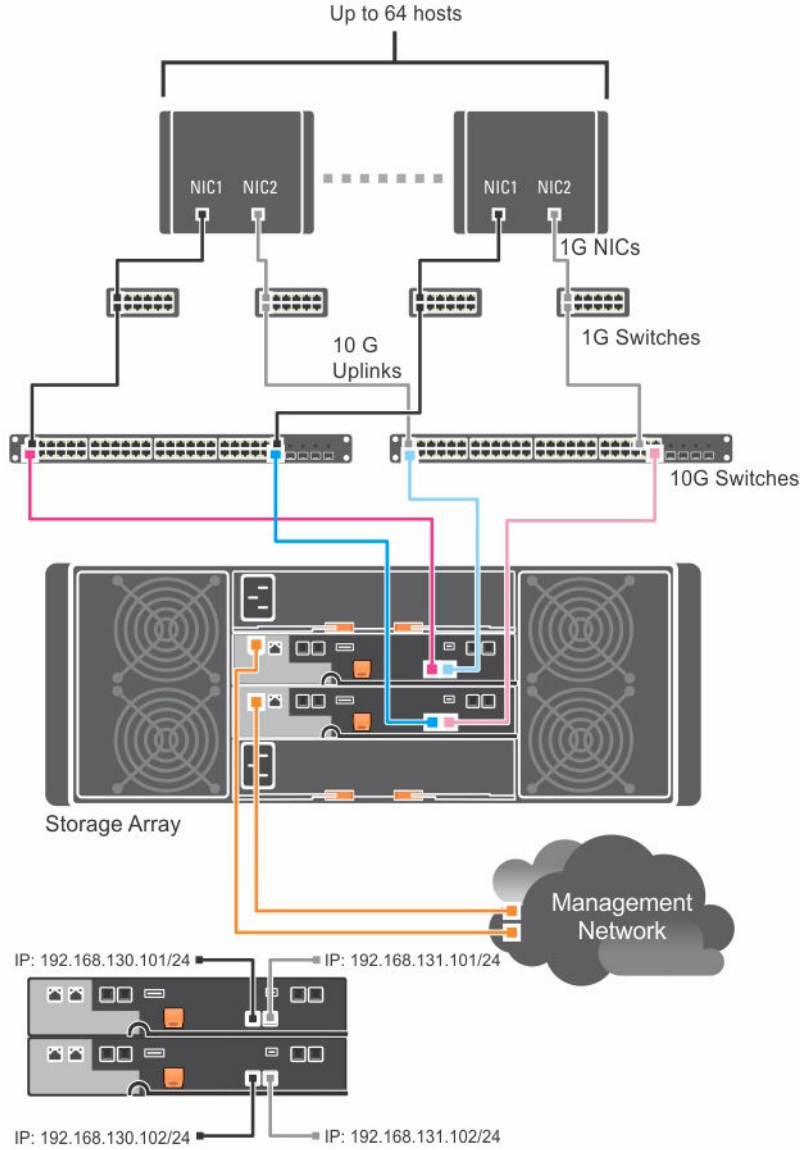 Up to 64 hosts
NIC1 NIC2
NIC1 NIC2
1G NICs
10 G
Uplinks
1G Switches
10G Switches
Storage Array
Management
Network
IP: 192.168.130.101/24
IP: 192.168.131.101/24
IP: 192.168.130.102/24
IP: 192.168.131.102/24